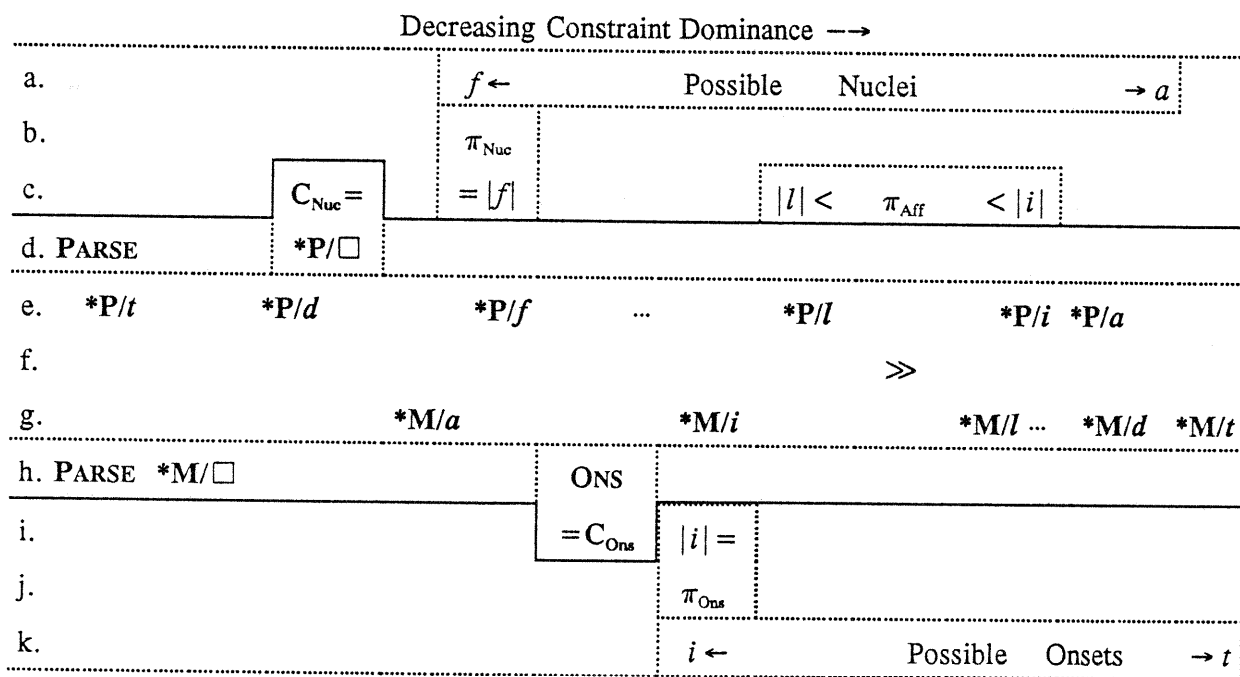 Decreasing Constraint Dominance −→
a. f ← Possible Nuclei → a
b. π_Nuc
c. C_Nuc = = |f| |l| < π_Aff < |i|
d. PARSE *P/□
e. *P/t *P/d *P/f ... *P/l *P/i *P/a
f. ≫
g. *M/a *M/i *M/l ... *M/d *M/t
h. PARSE *M/□ ONS
i. = C_Ons |i| =
j. π_Ons
k. i ← Possible Onsets → t